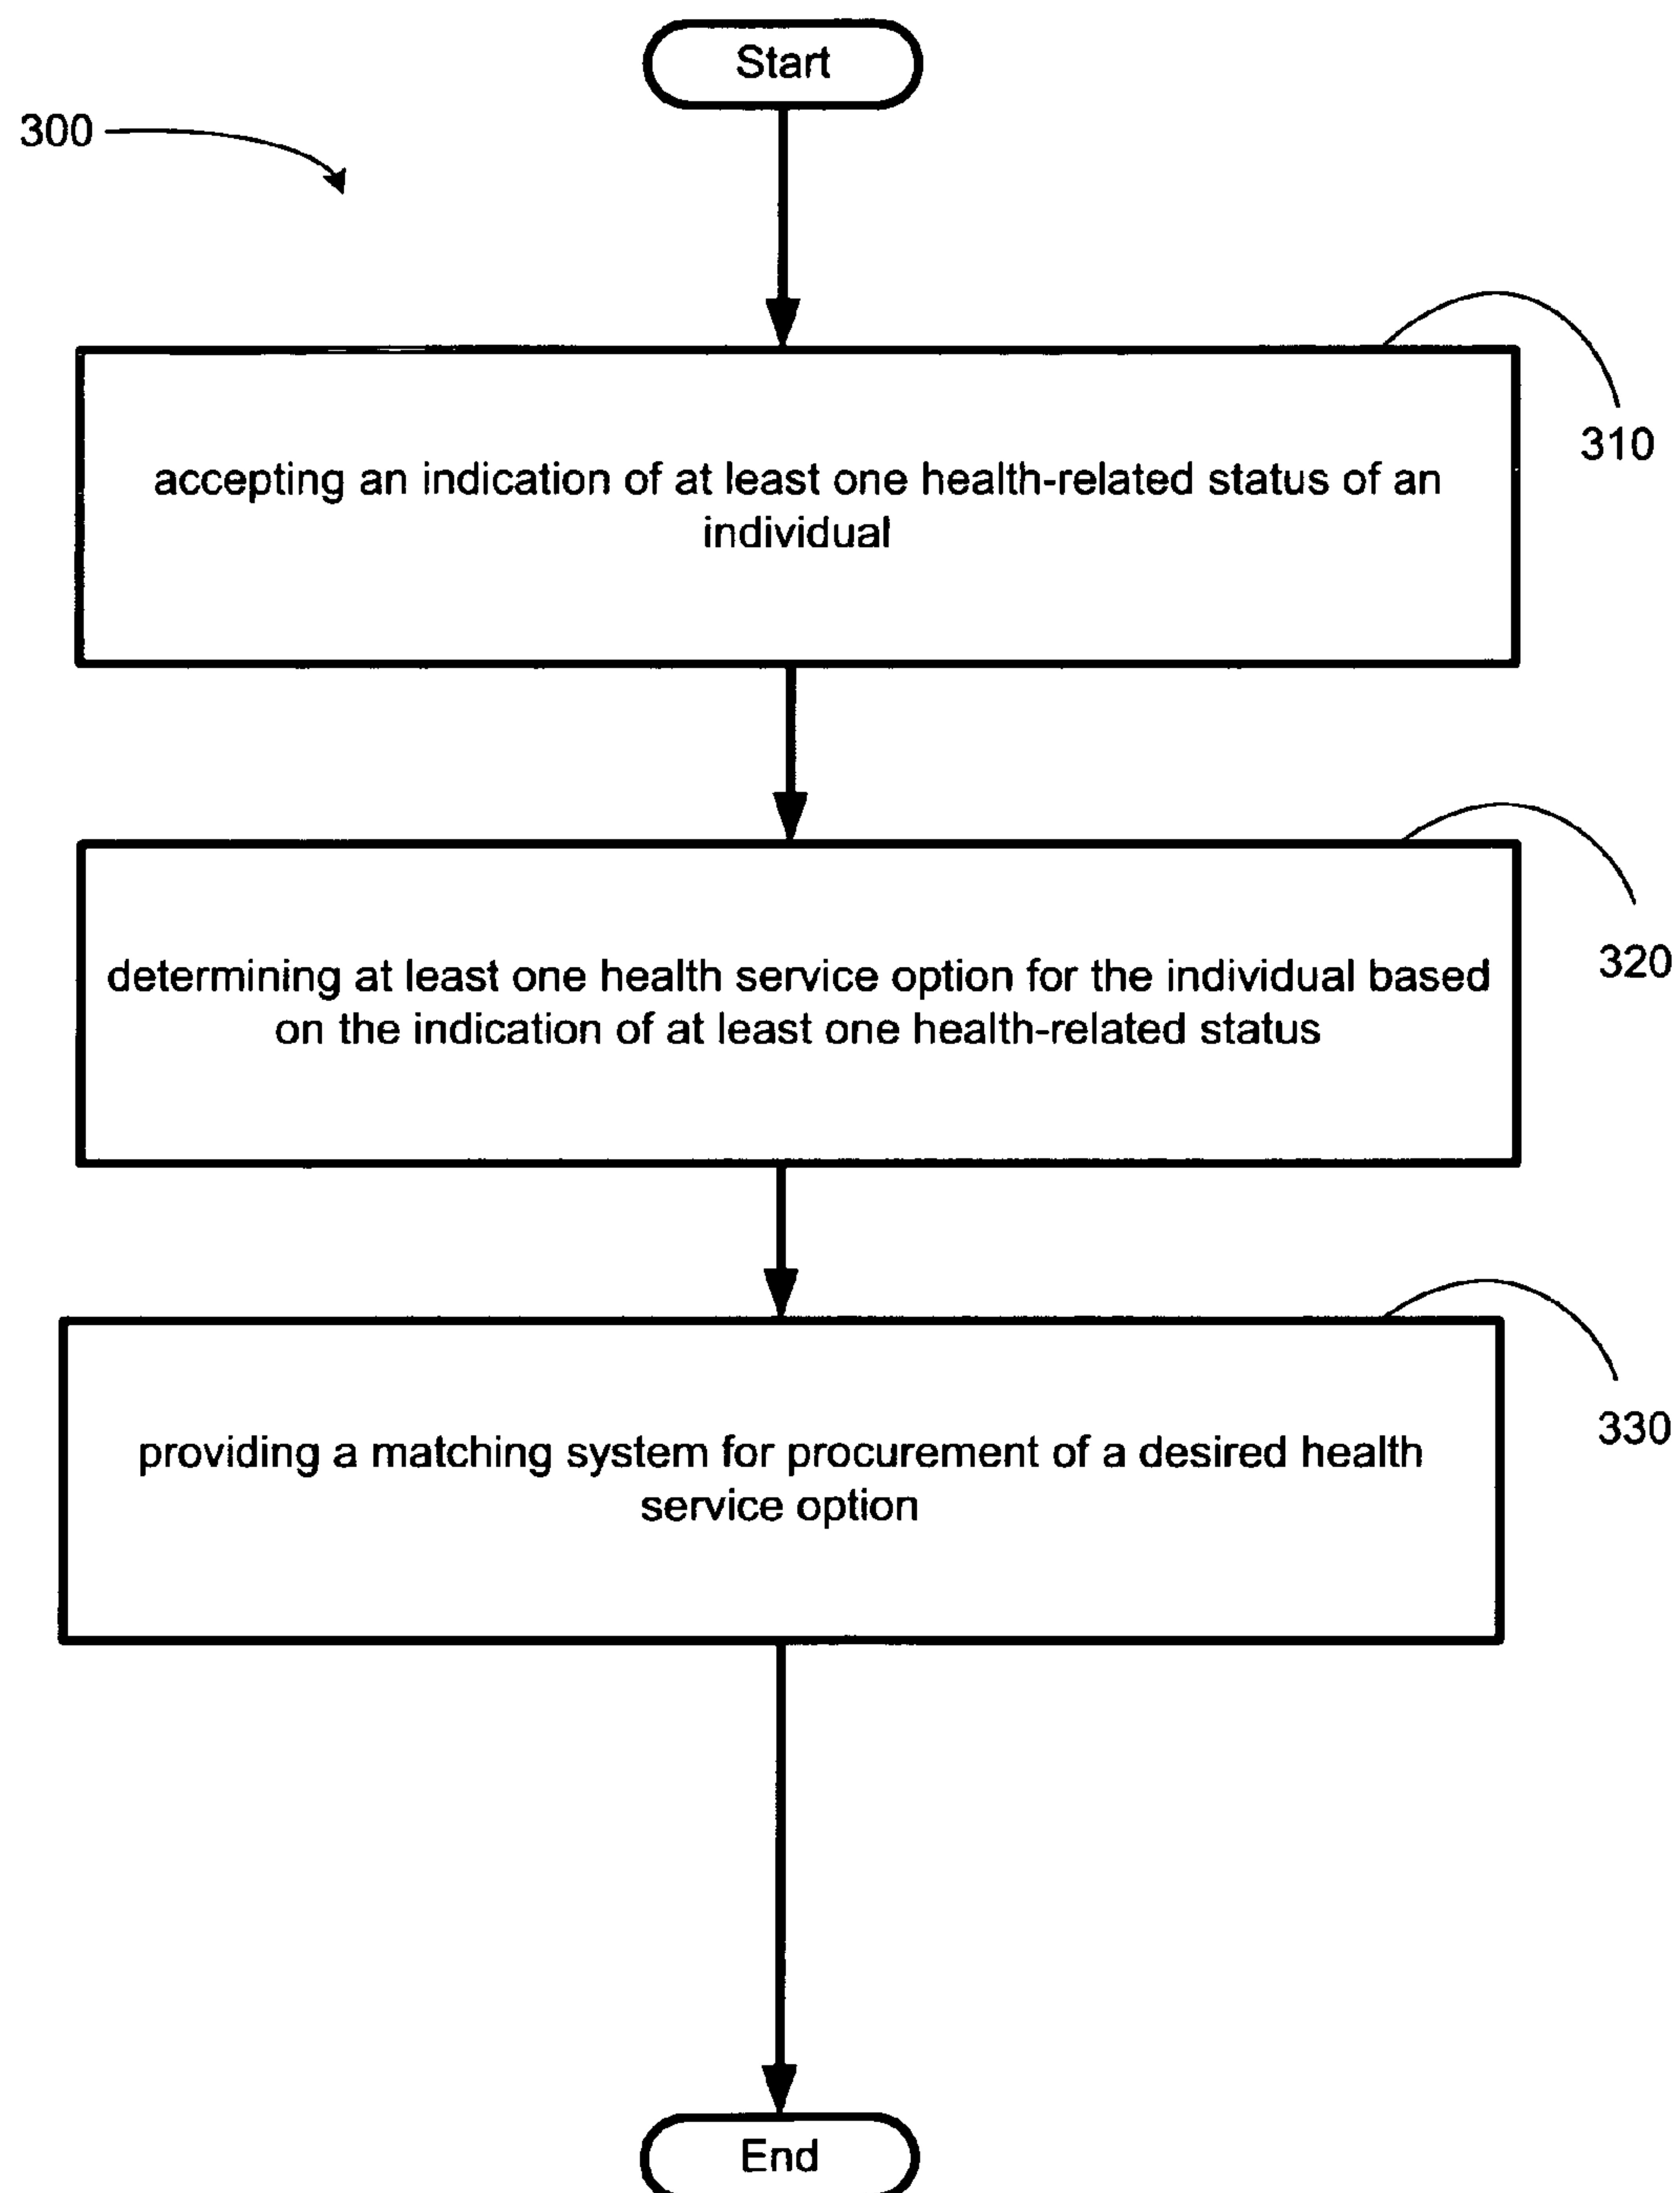 Start
300
310
accepting an indication of at least one health-related status of an
individual
320
determining at least one health service option for the individual based
on the indication of at least one health-related status
330
providing a matching system for procurement of a desired health
service option
End